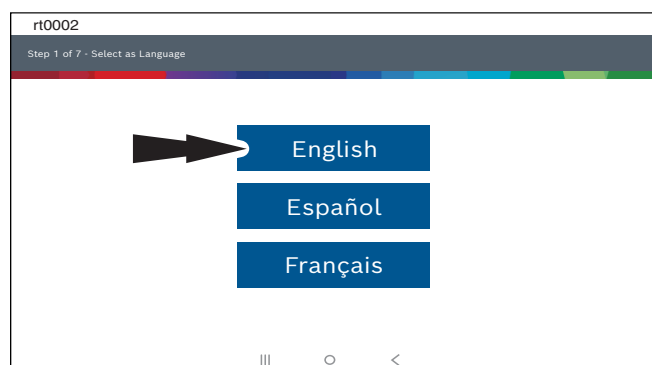 rt0002
Step 1 of 7 - Select as Language
English
Español
Français